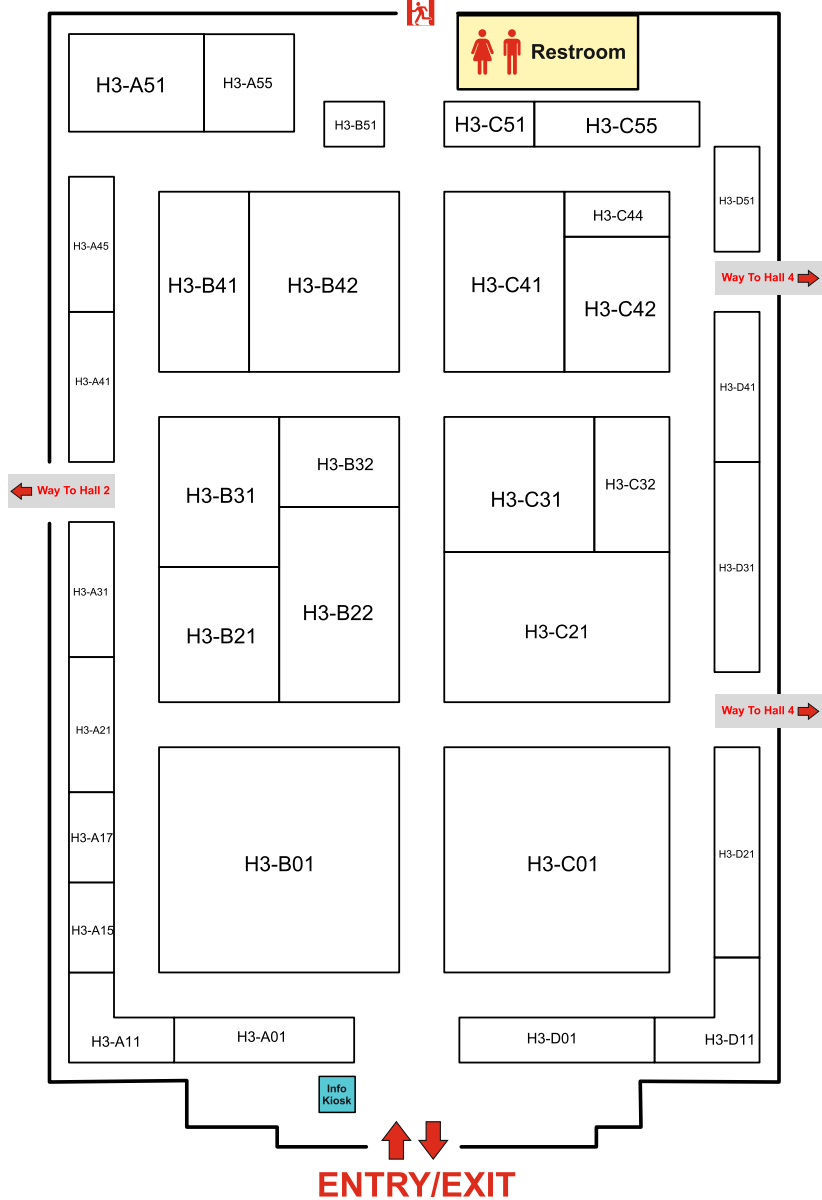 Restroom
H3-A51
H3-A55
H3-B51
H3-C51
H3-C55
H3-D51
H3-A45
H3-C44
Way To Hall 4
H3-B41
H3-B42
H3-C41
H3-C42
H3-A41
H3-D41
H3-B32
H3-C32
Way To Hall 2
H3-B31
H3-C31
H3-D31
H3-A31
H3-B22
H3-B21
H3-C21
Way To Hall 4
H3-A21
H3-A17
H3-B01
H3-C01
H3-D21
H3-A15
H3-A11
H3-A01
H3-D01
H3-D11
Info
Kiosk
ENTRY/EXIT